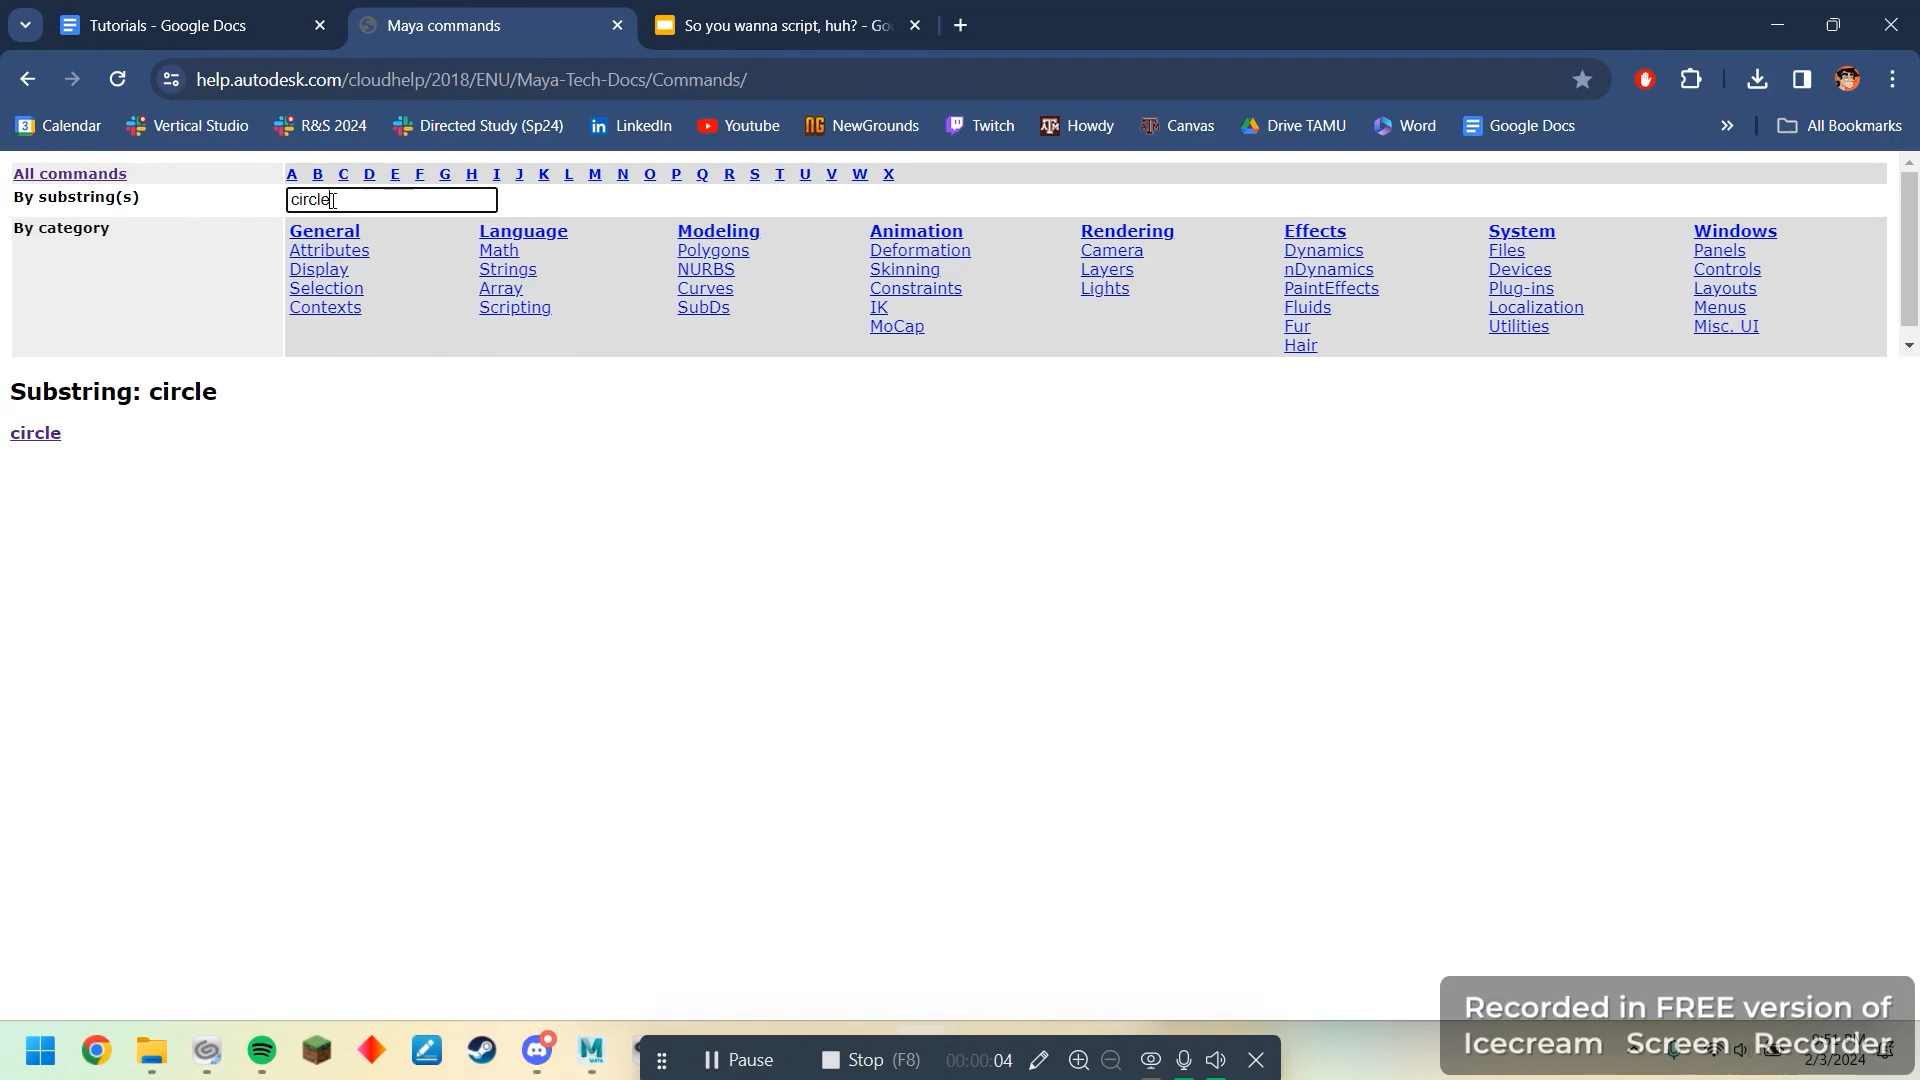 Tutorials - Google Docs
Maya commands
So you wanna script, huh? - Go
help.autodesk.com/cloudhelp/2018/ENU/Maya-Tech-Docs/Commands/
Calendar Vertical Studio R&S 2024 Directed Study (Sp24) LinkedIn Youtube NewGrounds Twitch Howdy Canvas Drive TAMU Word Google Docs » All Bookmarks
All commands A B C D E F G H I J K L M N O P Q R S T U V W X
By substring(s) circle
By category General Language Modeling Animation Rendering Effects System Windows
Attributes Math Polygons Deformation Camera Dynamics Files Panels
Display Strings NURBS Skinning Layers nDynamics Devices Controls
Selection Array Curves Constraints Lights PaintEffects Plug-ins Layouts
Contexts Scripting SubDs IK Fluids Localization Menus
MoCap Fur Utilities Misc. UI
Hair
Substring: circle
circle
Recorded in FREE version of
Icecream Screen Recorder
Pause Stop (F8) 00:00:04
2/3/2024